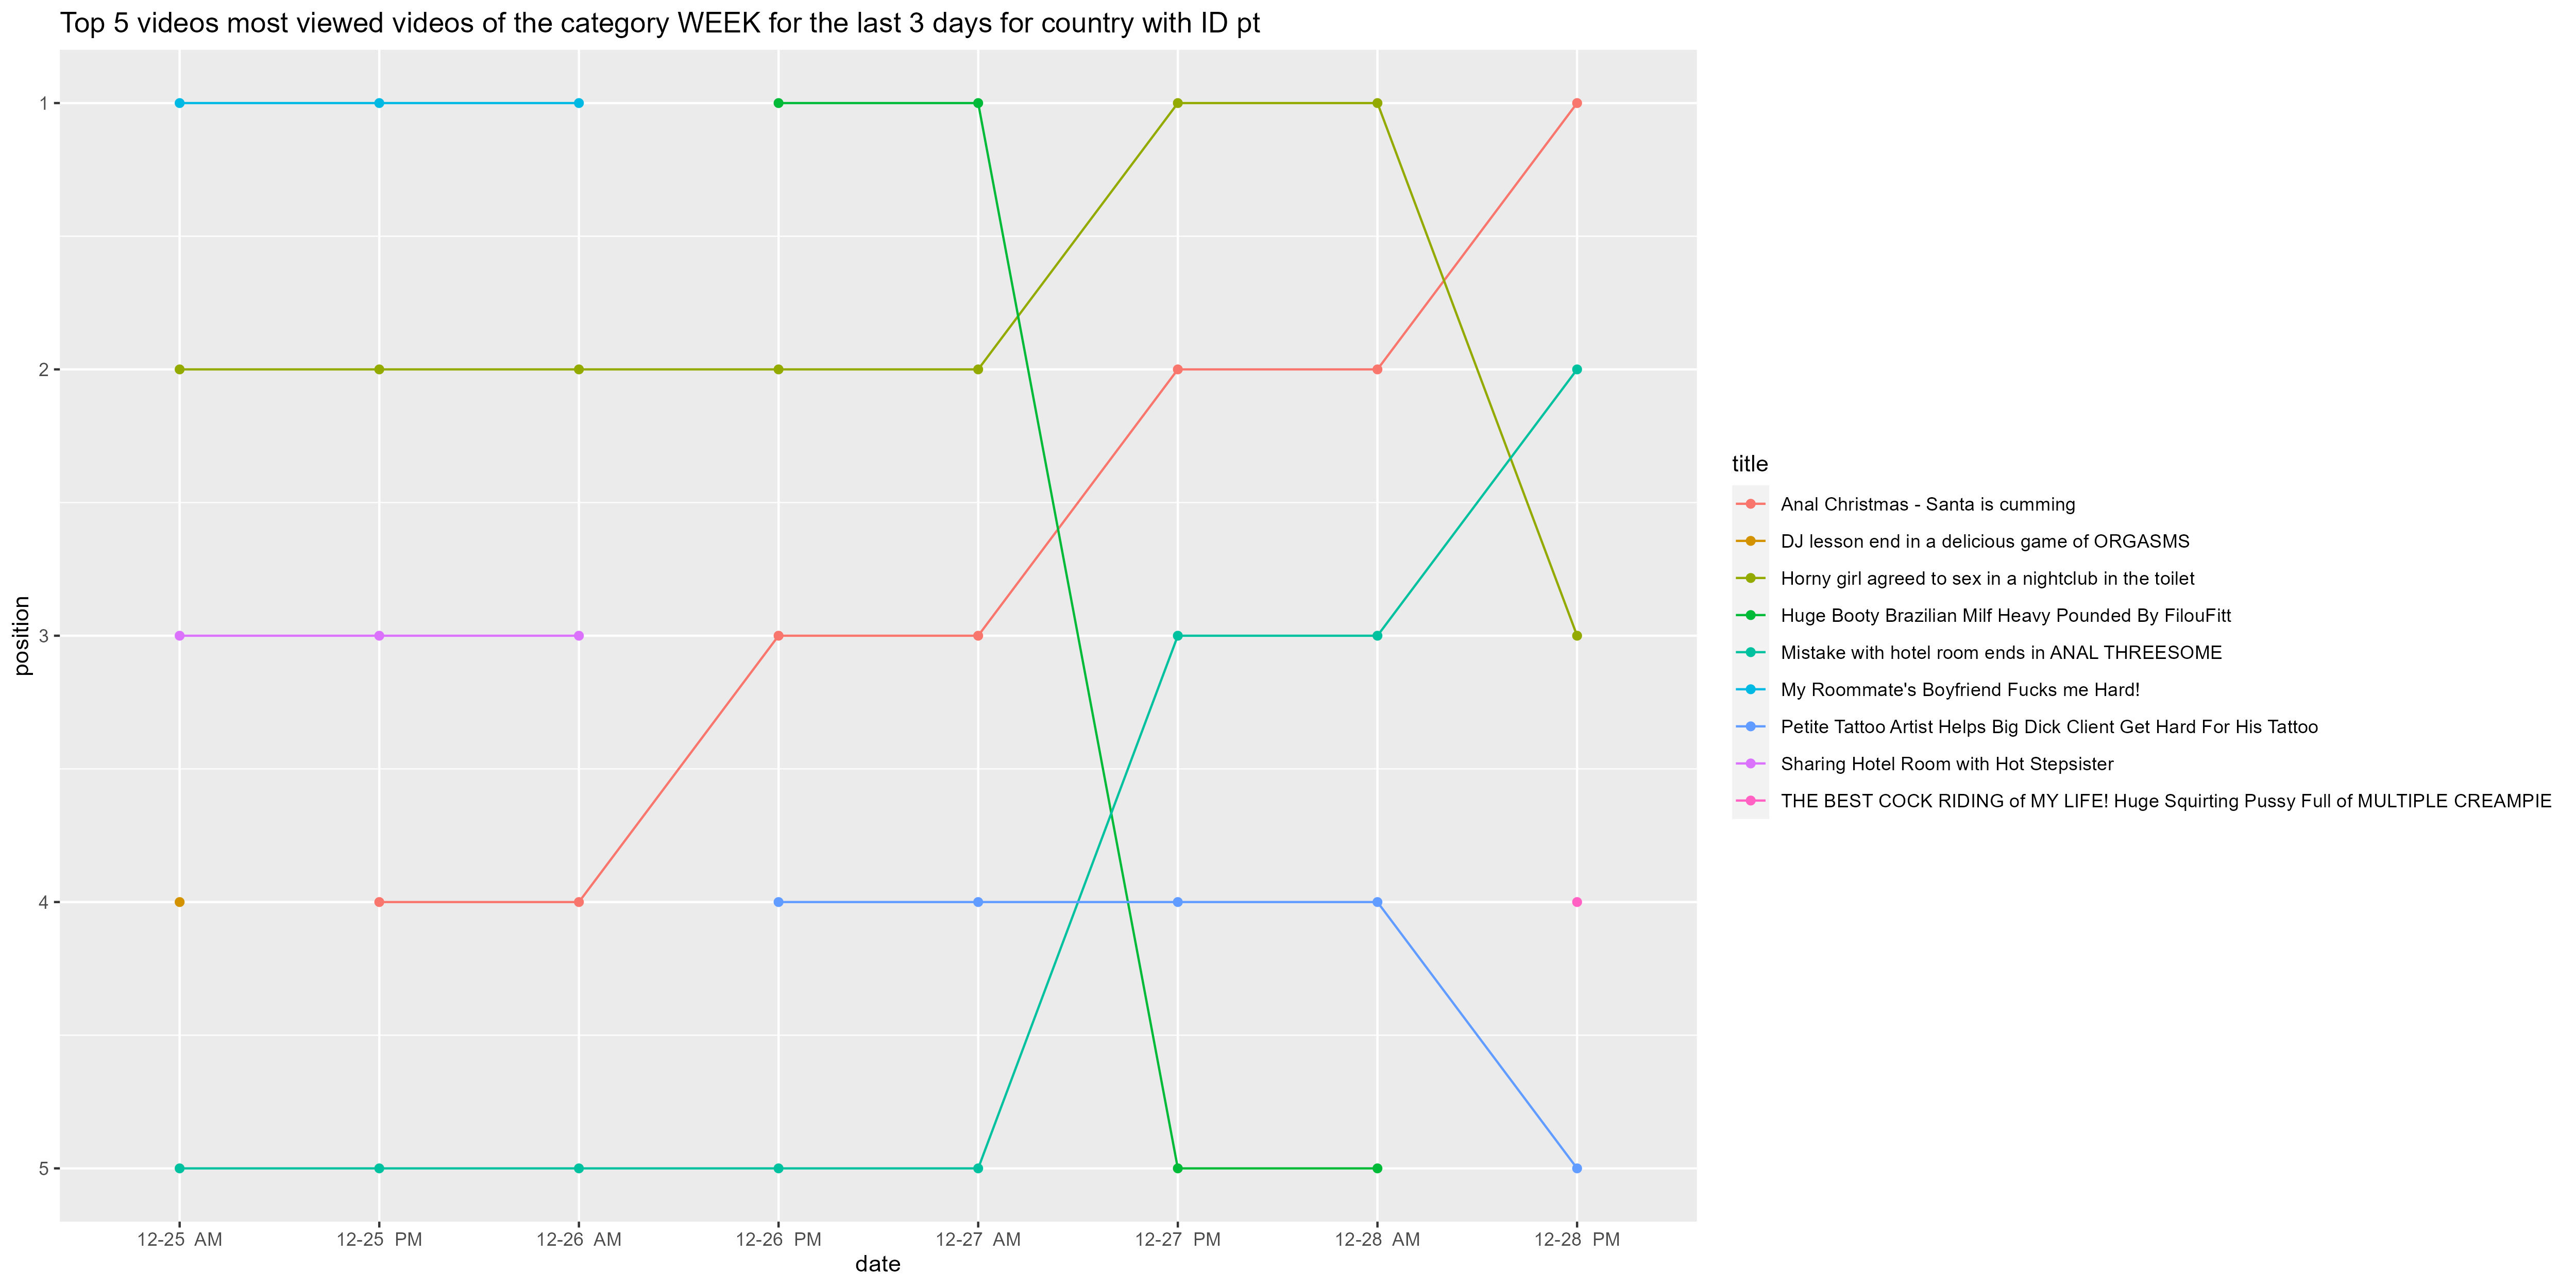 Top 5 videos most viewed videos of the category WEEK for the last 3 days for country with ID pt
position
1
2
3
4
5
12-25 AM
12-25 PM
12-26 AM
12-26 PM
12-27 AM
12-27 PM
12-28 AM
12-28 PM
date
title
Anal Christmas - Santa is cumming
DJ lesson end in a delicious game of ORGASMS
Horny girl agreed to sex in a nightclub in the toilet
Huge Booty Brazilian Milf Heavy Pounded By FilouFitt
Mistake with hotel room ends in ANAL THREESOME
My Roommate's Boyfriend Fucks me Hard!
Petite Tattoo Artist Helps Big Dick Client Get Hard For His Tattoo
Sharing Hotel Room with Hot Stepsister
THE BEST COCK RIDING of MY LIFE! Huge Squirting Pussy Full of MULTIPLE CREAMPIE